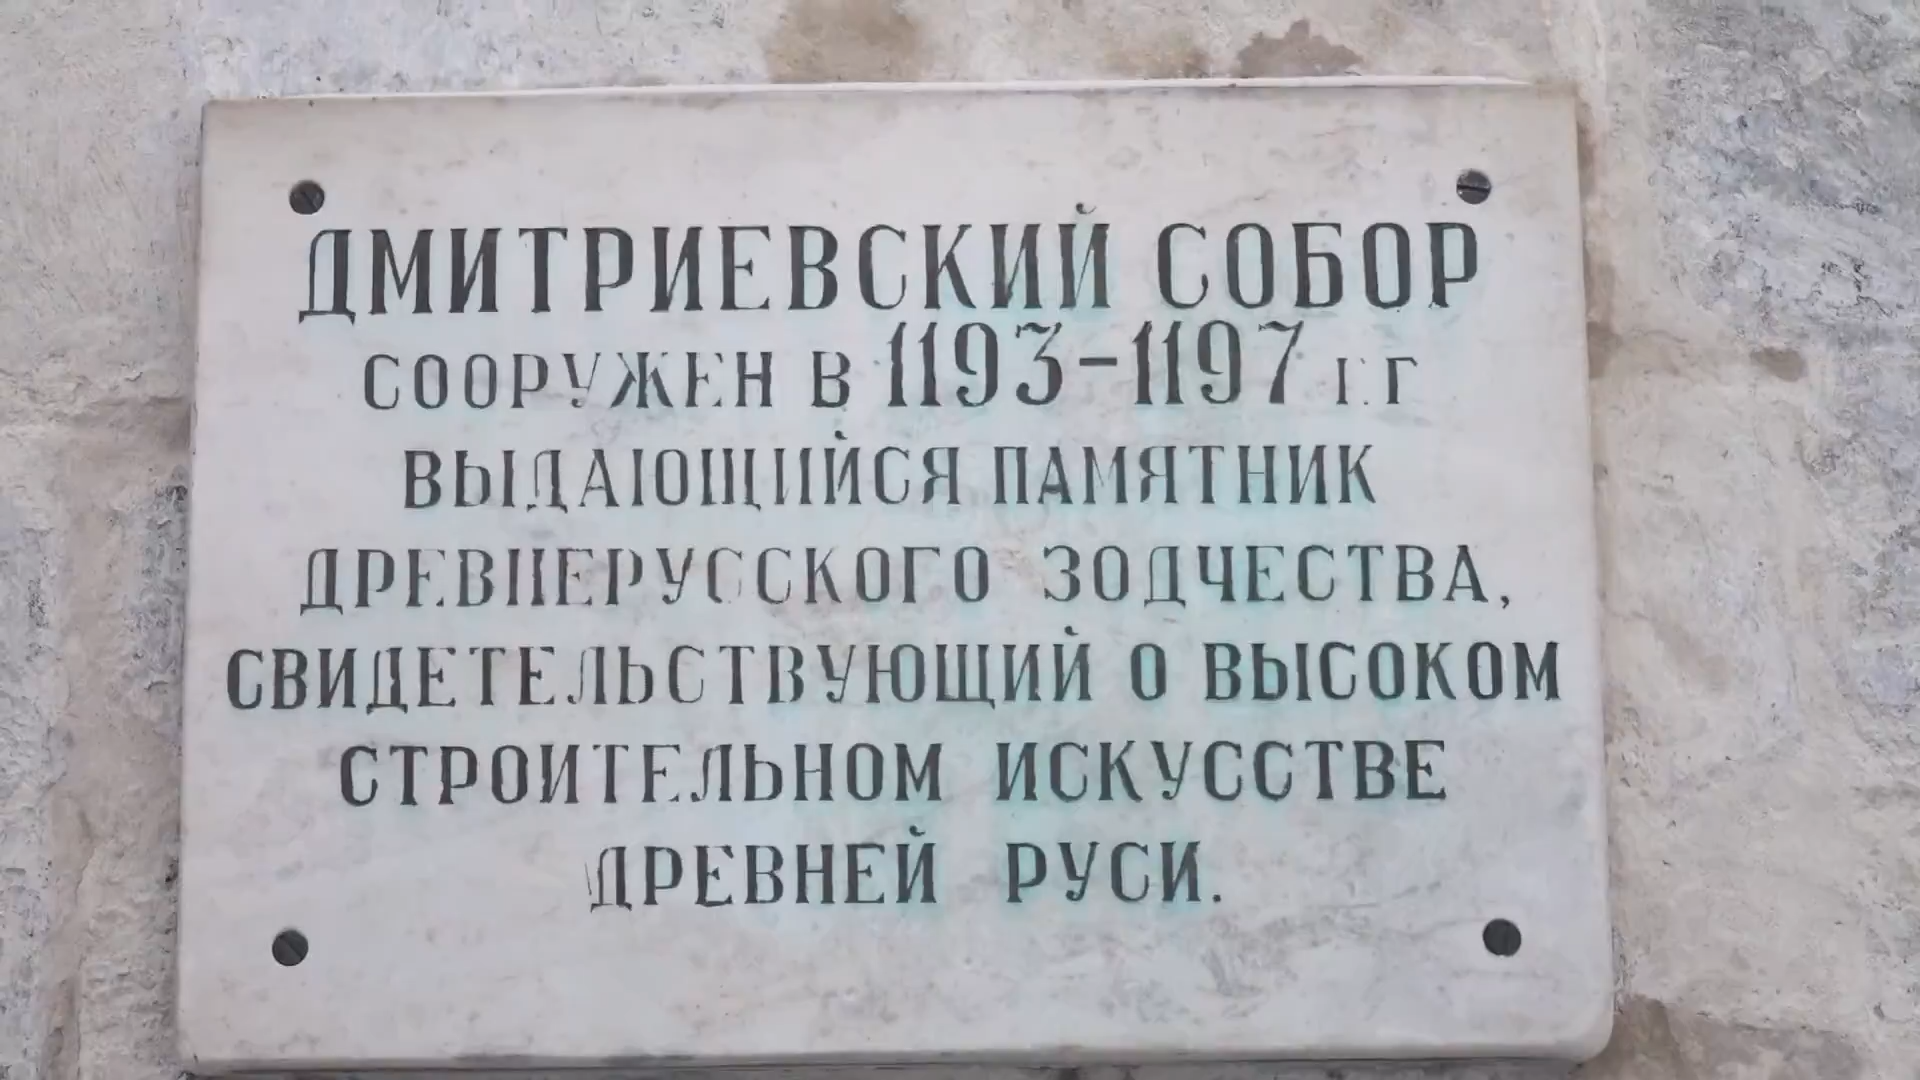 ДМИТРИЕВСКИЙ СОБОР
СООРУЖЕН В 1193-1197 Г.Г
ВЫДАЮЩИЙСЯ ПАМЯТНИК
ДРЕВНЕРУССКОГО ЗОДЧЕСТВА,
СВИДЕТЕЛЬСТВУЮЩИЙ О ВЫСОКОМ
СТРОИТЕЛЬНОМ ИСКУССТВЕ
ДРЕВНЕЙ РУСИ.